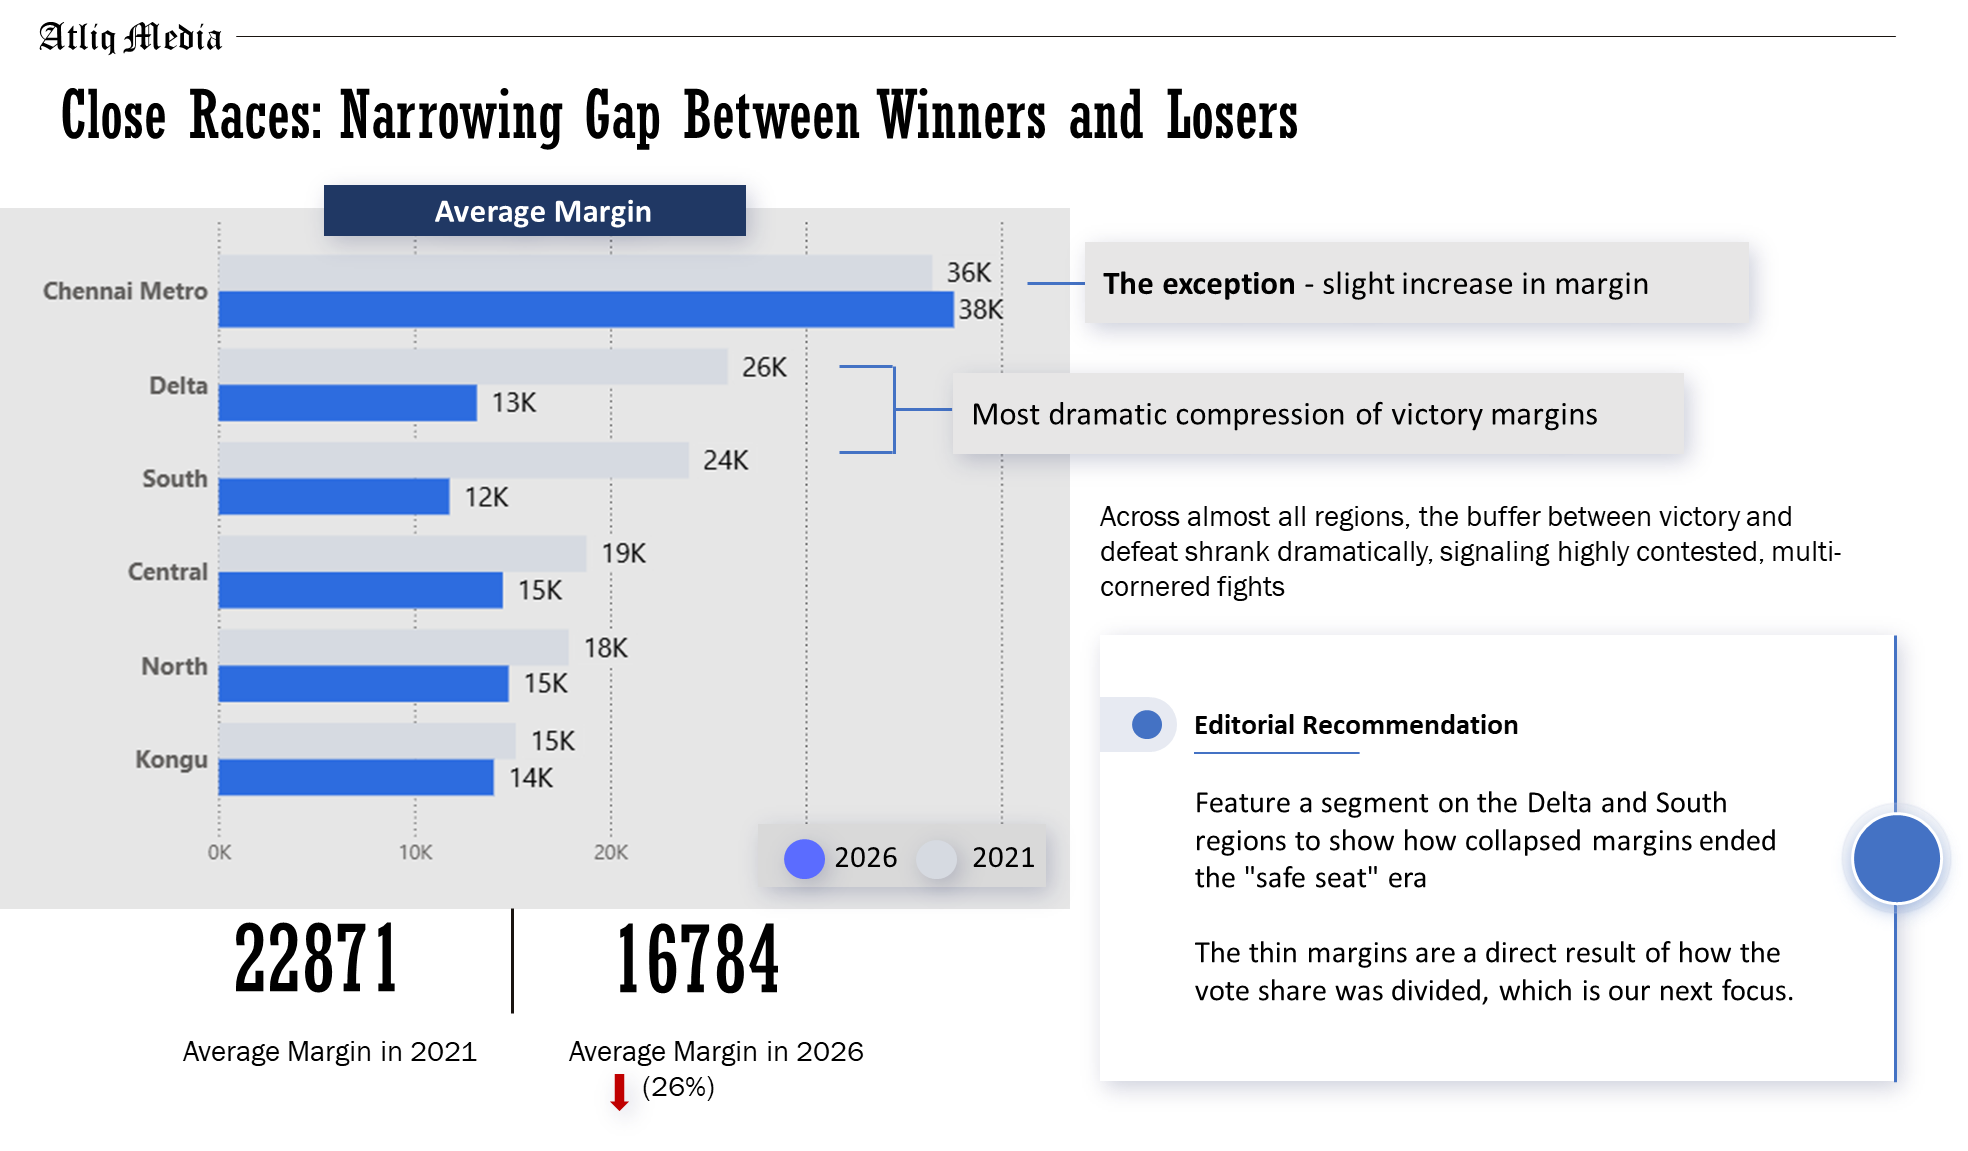 Atliq Media
Close Races: Narrowing Gap Between Winners and Losers
Average Margin
Chennai Metro
36K
38K
The exception - slight increase in margin
Delta
26K
13K
Most dramatic compression of victory margins
South
24K
12K
Central
19K
15K
North
18K
15K
Kongu
15K
14K
0K 10K 20K
2026 2021
Across almost all regions, the buffer between victory and
defeat shrank dramatically, signaling highly contested, multi-
cornered fights
Editorial Recommendation
Feature a segment on the Delta and South
regions to show how collapsed margins ended
the "safe seat" era
The thin margins are a direct result of how the
vote share was divided, which is our next focus.
22871
Average Margin in 2021
16784
Average Margin in 2026
(26%)